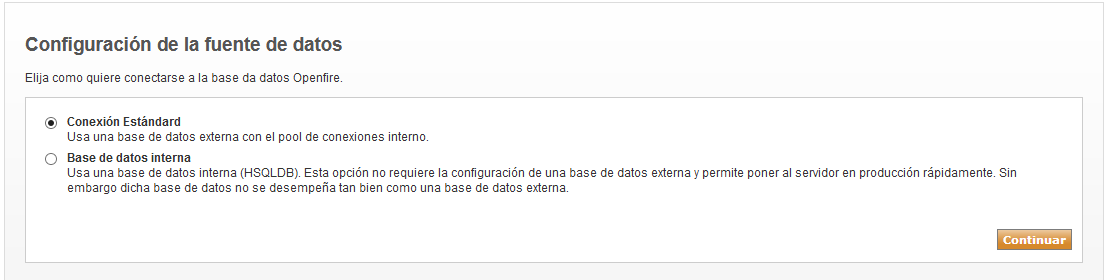 Configuración de la fuente de datos
Elija como quiere conectarse a la base da datos Openfire.
Conexión Estándard
Usa una base de datos externa con el pool de conexiones interno.
Base de datos interna
Usa una base de datos interna (HSQLDB). Esta opción no requiere la configuración de una base de datos externa y permite poner al servidor en producción rápidamente. Sin
embargo dicha base de datos no se desempeña tan bien como una base de datos externa.
Continuar